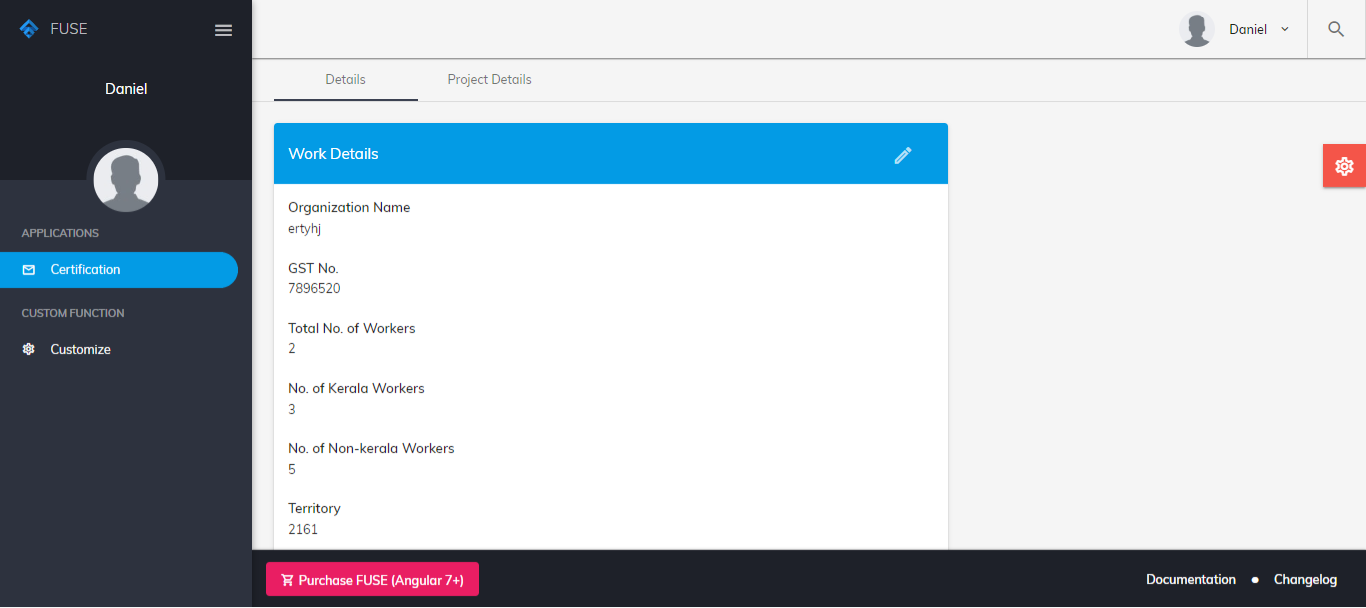 FUSE
Daniel
APPLICATIONS
Certification
CUSTOM FUNCTION
Customize
Daniel
Details
Project Details
Work Details
Organization Name
ertyhj
GST No.
7896520
Total No. of Workers
2
No. of Kerala Workers
3
No. of Non-kerala Workers
5
Territory
2161
Purchase FUSE (Angular 7+)
Documentation
Changelog